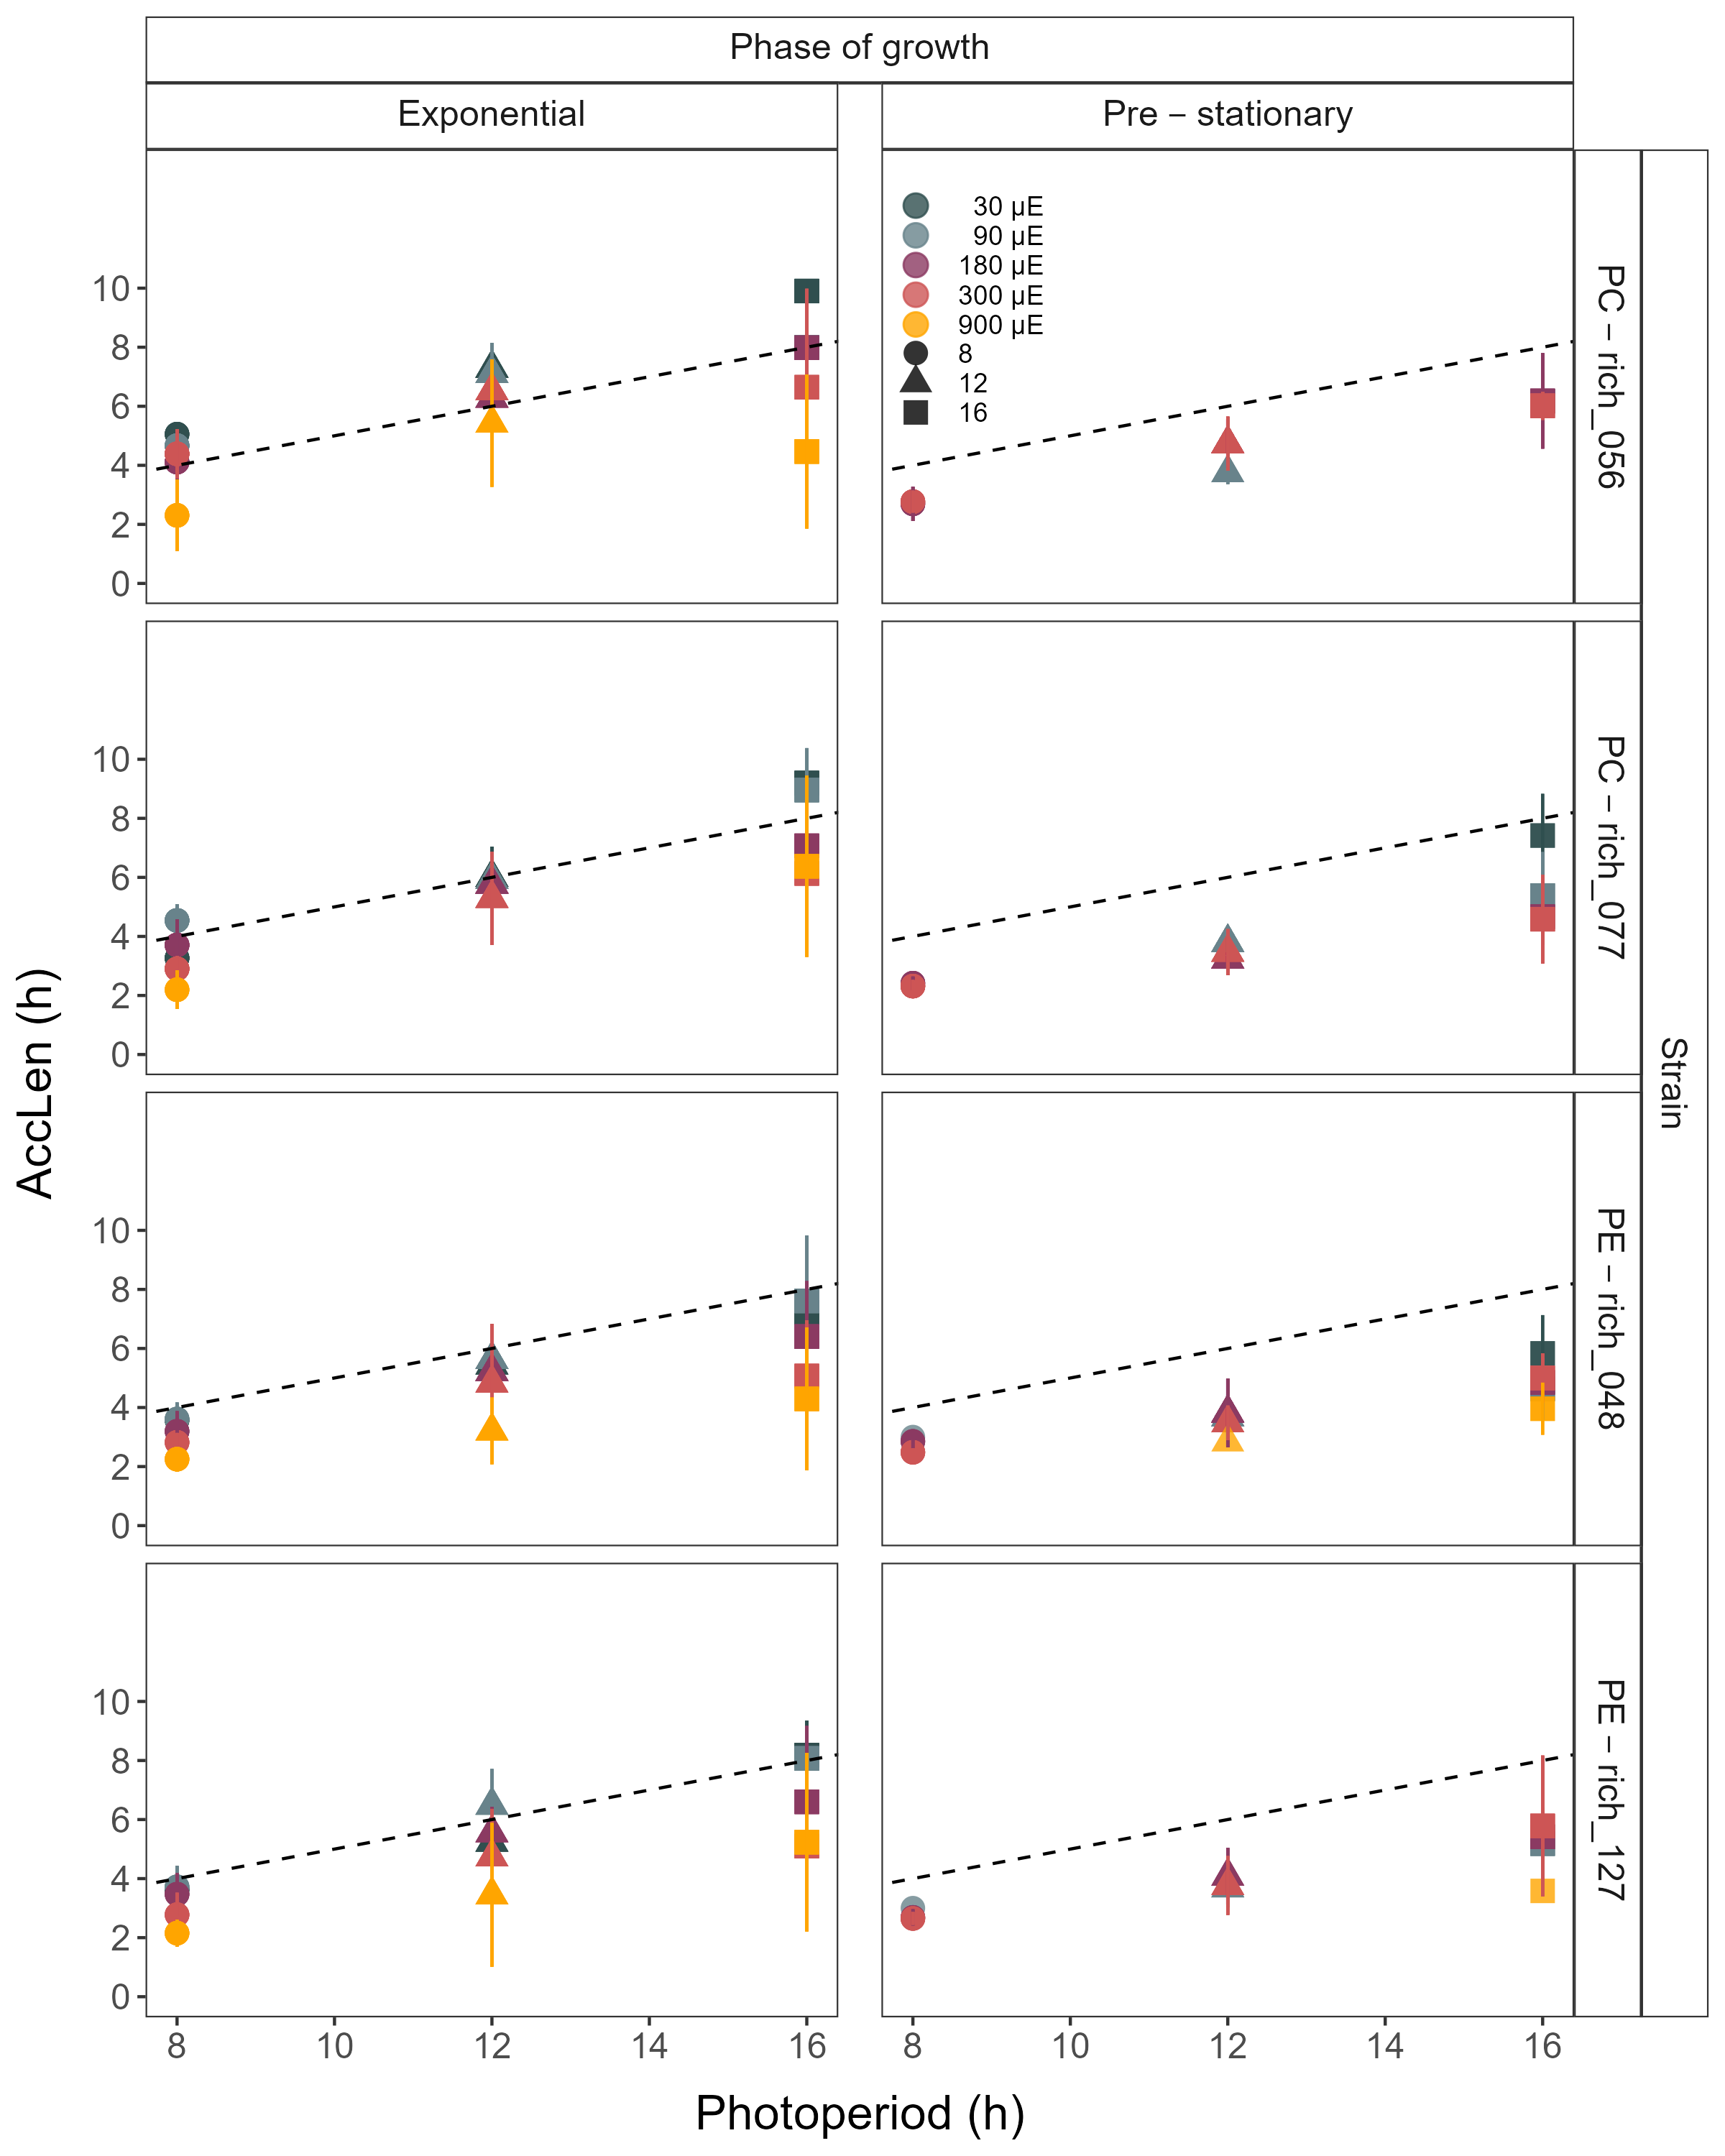 Phase of growth
Exponential
Pre – stationary
30 µE
90 µE
180 µE
300 µE
900 µE
8
12
16
10
8
6
4
2
0
PC – rich_056
10
8
6
4
2
0
PC – rich_077
10
8
6
4
2
0
PE – rich_048
10
8
6
4
2
0
PE – rich_127
Strain
AccLen (h)
8 10 12 14 16 8 10 12 14 16
Photoperiod (h)